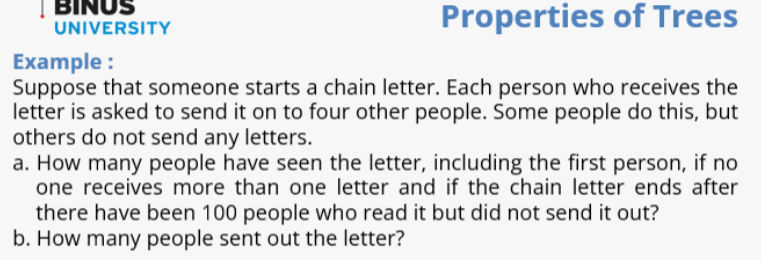 BINUS
UNIVERSITY
Properties of Trees
Example :
Suppose that someone starts a chain letter. Each person who receives the
letter is asked to send it on to four other people. Some people do this, but
others do not send any letters.
a. How many people have seen the letter, including the first person, if no
one receives more than one letter and if the chain letter ends after
there have been 100 people who read it but did not send it out?
b. How many people sent out the letter?